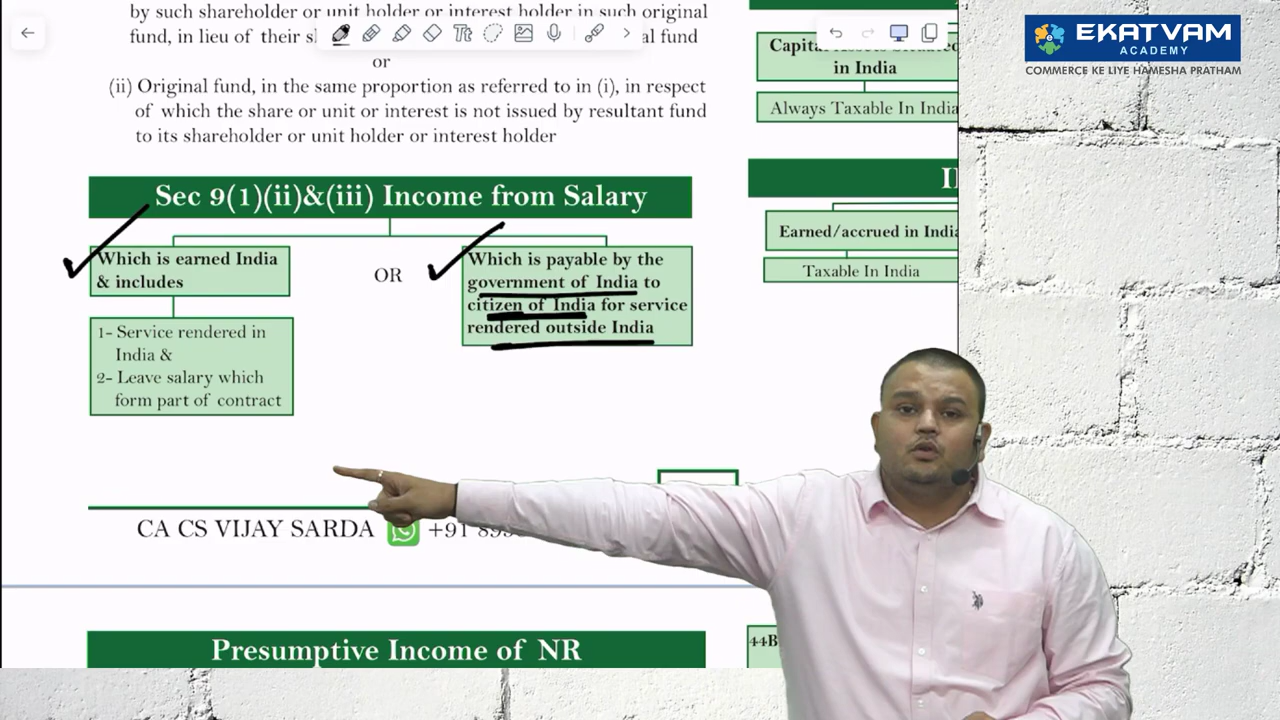 by such shareholder or unit holder or interest holder in such original
fund, in lieu of their
al fund
or
(ii) Original fund, in the same proportion as referred to in (i), in respect
of which the share or unit or interest is not issued by resultant fund
to its shareholder or unit holder or interest holder
Sec 9(1)(ii)&(iii) Income from Salary
Which is earned India
& includes
OR
Which is payable by the
government of India to
citizen of India for service
rendered outside India
1- Service rendered in
India &
2- Leave salary which
form part of contract
CA CS VIJAY SARDA
+91
Presumptive Income of NR
Capital Assets Situated
in India
Always Taxable In India
Earned/accrued in India
Taxable In India
44B
EKATVAM
ACADEMY
COMMERCE KE LIYE HAMESHA PRATHAM